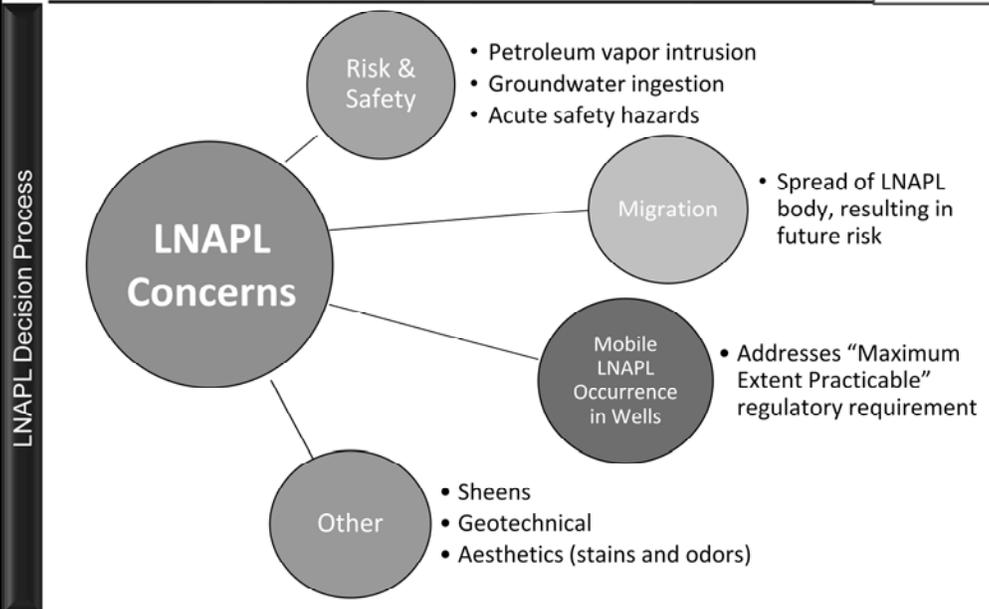 LNAPL Decision Process
LNAPL
Concerns
Risk &
Safety
• Petroleum vapor intrusion
• Groundwater ingestion
• Acute safety hazards
Migration
• Spread of LNAPL
body, resulting in
future risk
Mobile
LNAPL
Occurrence
in Wells
• Addresses “Maximum
Extent Practicable”
regulatory requirement
Other
• Sheens
• Geotechnical
• Aesthetics (stains and odors)